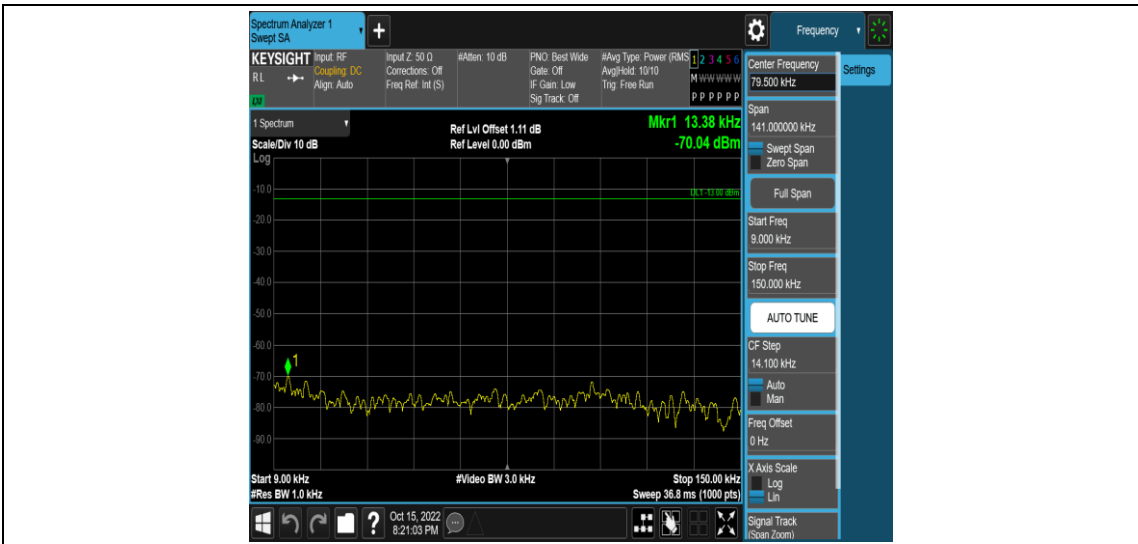 Spectrum Analyzer 1
Swept SA
+
Frequency
KEYSIGHT
RL
LXI
Input: RF
Coupling: DC
Align: Auto
Input Z: 50 Ω
Corrections: Off
Freq Ref: Int (S)
#Atten: 10 dB
PNO: Best Wide
Gate: Off
IF Gain: Low
Sig Track: Off
#Avg Type: Power (RMS
Avg|Hold: 10/10
Trig: Free Run
1 2 3 4 5 6
M W W W W W
P P P P P P
Center Frequency
79.500 kHz
Settings
Span
141.000000 kHz
Swept Span
Zero Span
Full Span
Start Freq
9.000 kHz
Stop Freq
150.000 kHz
AUTO TUNE
CF Step
14.100 kHz
Auto
Man
Freq Offset
0 Hz
X Axis Scale
Log
Lin
Signal Track
(Span Zoom)
1 Spectrum
Scale/Div 10 dB
Log
Ref Lvl Offset 1.11 dB
Ref Level 0.00 dBm
Mkr1 13.38 kHz
-70.04 dBm
DL1 -13.00 dBm
-10.0
-20.0
-30.0
-40.0
-50.0
-60.0
-70.0
-80.0
-90.0
1
Start 9.00 kHz
#Res BW 1.0 kHz
#Video BW 3.0 kHz
Stop 150.00 kHz
Sweep 36.8 ms (1000 pts)
?
Oct 15, 2022
8:21:03 PM